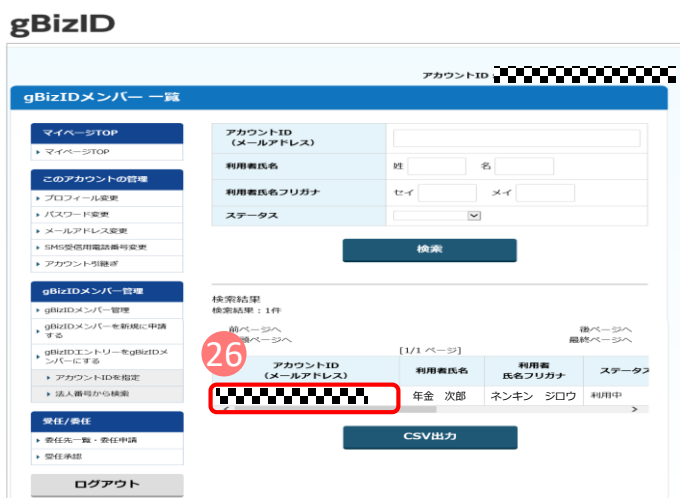 gBizID
アカウントID
gBizIDメンバー 一覧
マイページTOP
マイページTOP
このアカウントの管理
プロフィール変更
パスワード変更
メールアドレス変更
SMS受信用電話番号変更
アカウント引継ぎ
gBizIDメンバー管理
gBizIDメンバー管理
gBizIDメンバーを新規に申請
する
gBizIDエントリーをgBizIDメ
ンバーにする
アカウントIDを指定
法人番号から検索
受任/委任
委任先一覧・委任申請
受任承認
ログアウト
アカウントID
(メールアドレス)
利用者氏名 姓 名
利用者氏名フリガナ セイ メイ
ステータス
検索
検索結果
検索結果:1件
前ページへ 後ページへ
頭ページへ 最終ページへ
[1/1 ページ]
26
アカウントID
(メールアドレス)
利用者氏名
利用者
氏名フリガナ
ステータス
年金 次郎 ネンキン ジロウ 利用中
CSV出力